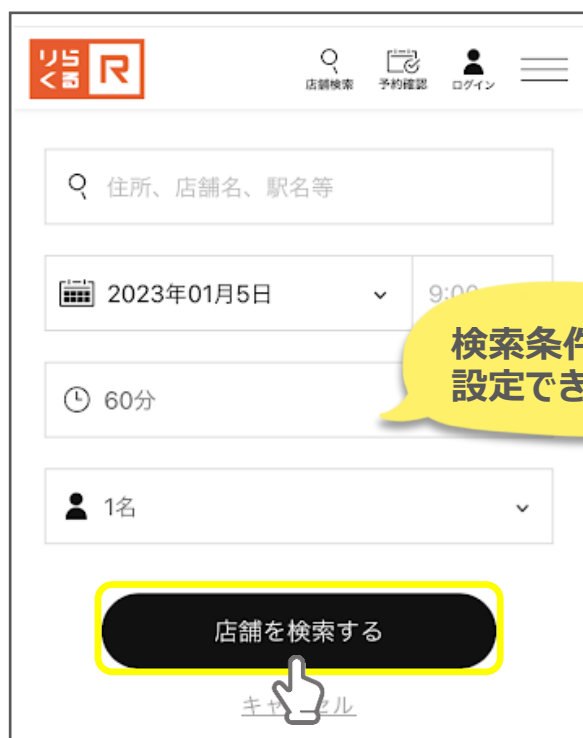 りら
くる
R
店舗検索
予約確認
ログイン
住所、店舗名、駅名等
2023年01月5日
9:00
検索条件
設定でき
60分
1名
店舗を検索する
キャンセル